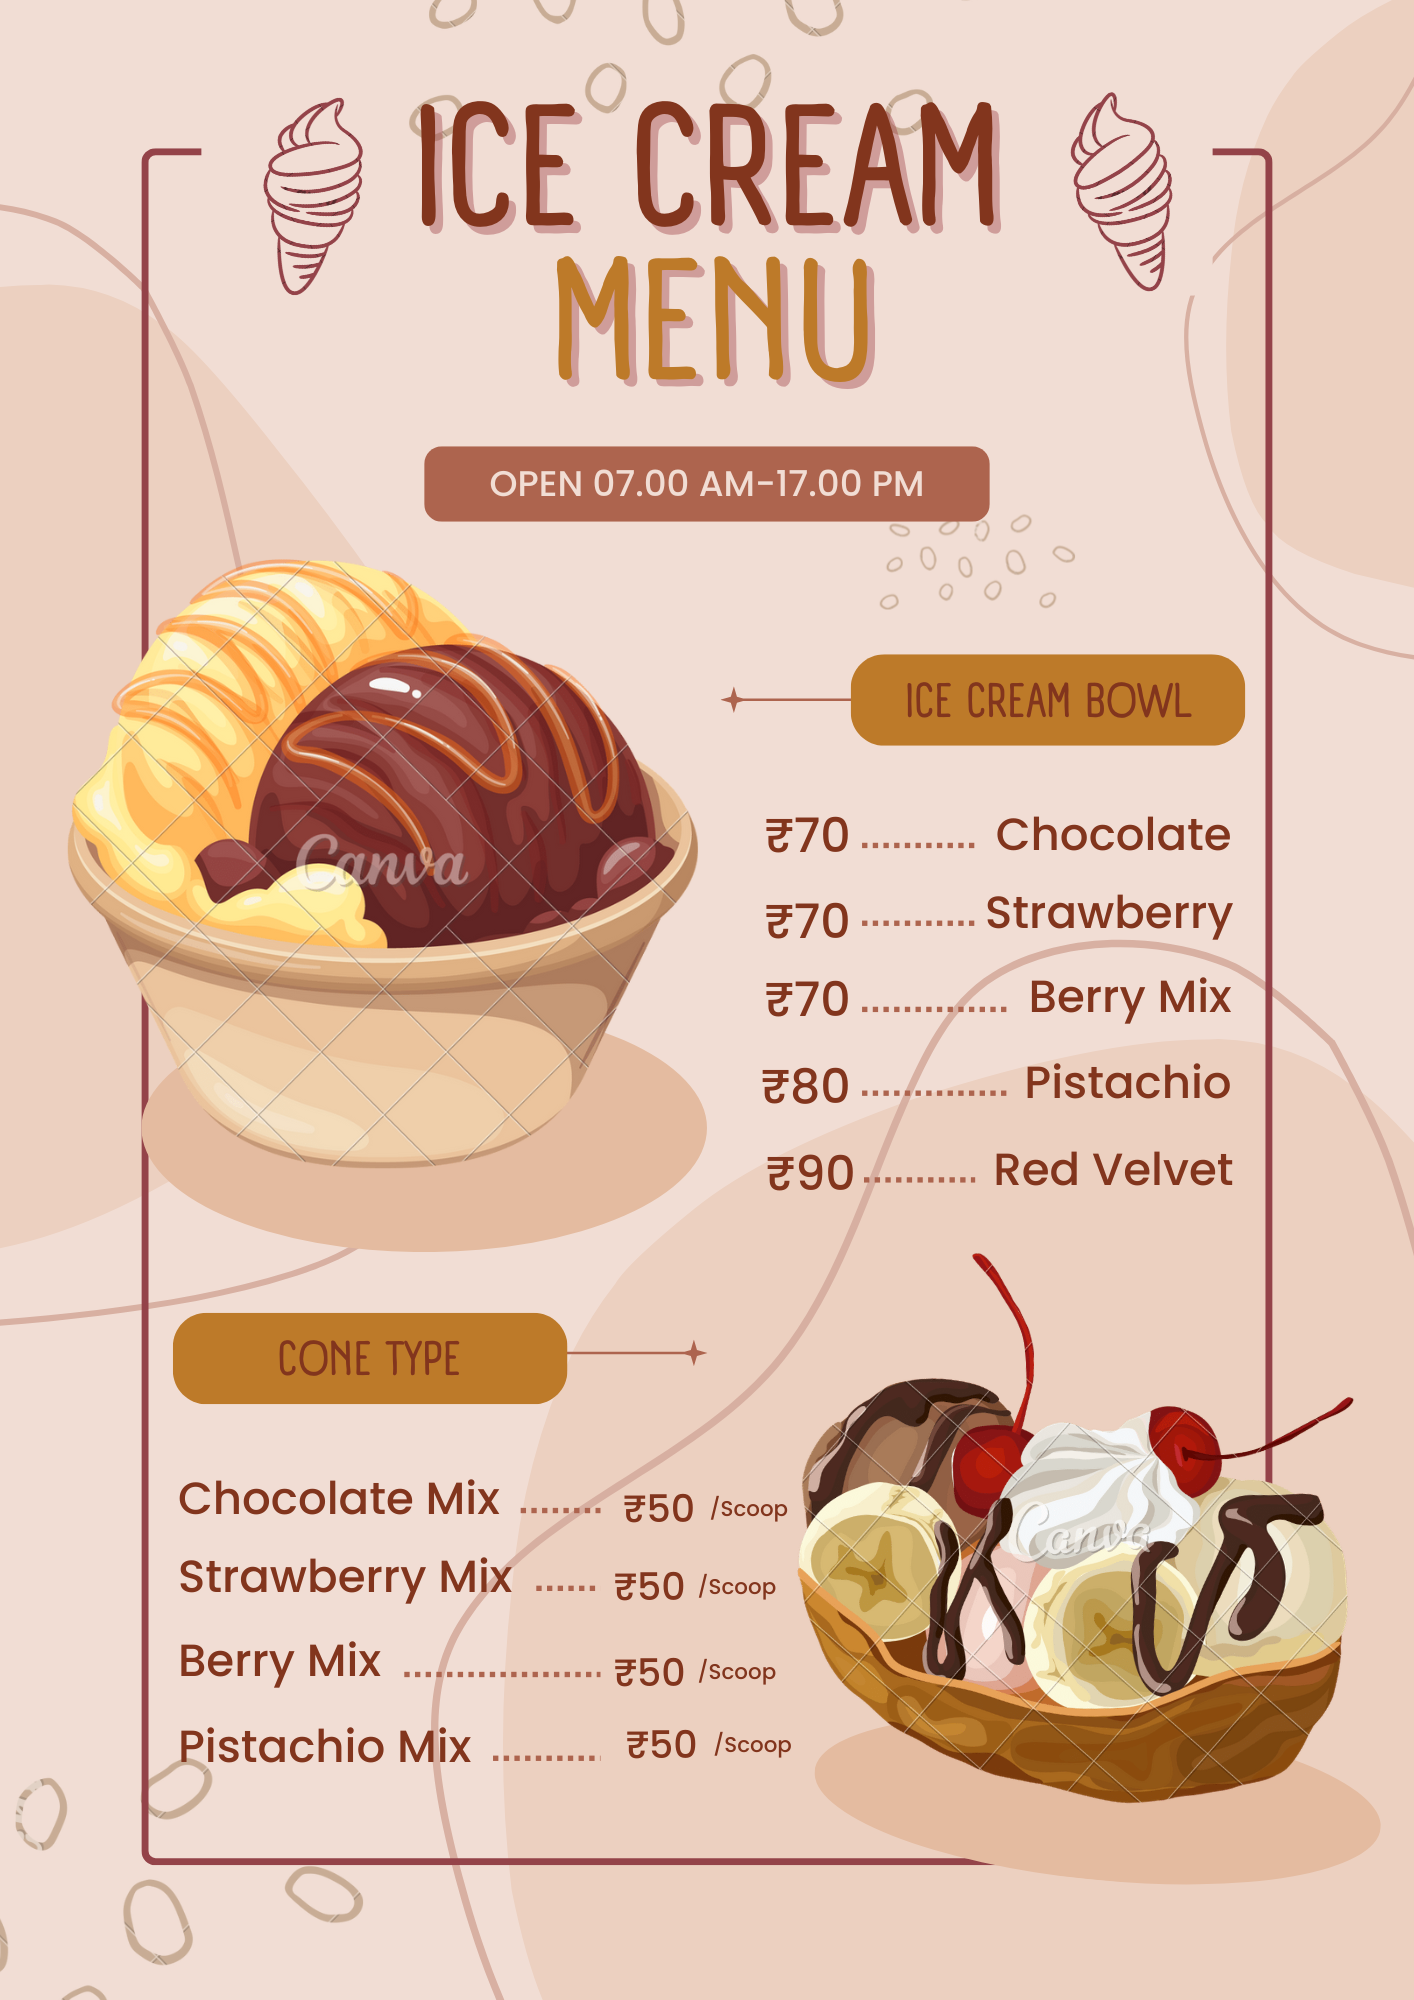 ICE CREAM
MENU
OPEN 07.00 AM-17.00 PM
ICE CREAM BOWL
₹70 ........... Chocolate
₹70 ........... Strawberry
₹70 .............. Berry Mix
₹80 .............. Pistachio
₹90 ........... Red Velvet
Canva
CONE TYPE
Chocolate Mix ........ ₹50 /Scoop
Strawberry Mix ...... ₹50 /Scoop
Berry Mix ................... ₹50 /Scoop
Pistachio Mix .......... ₹50 /Scoop
Canva